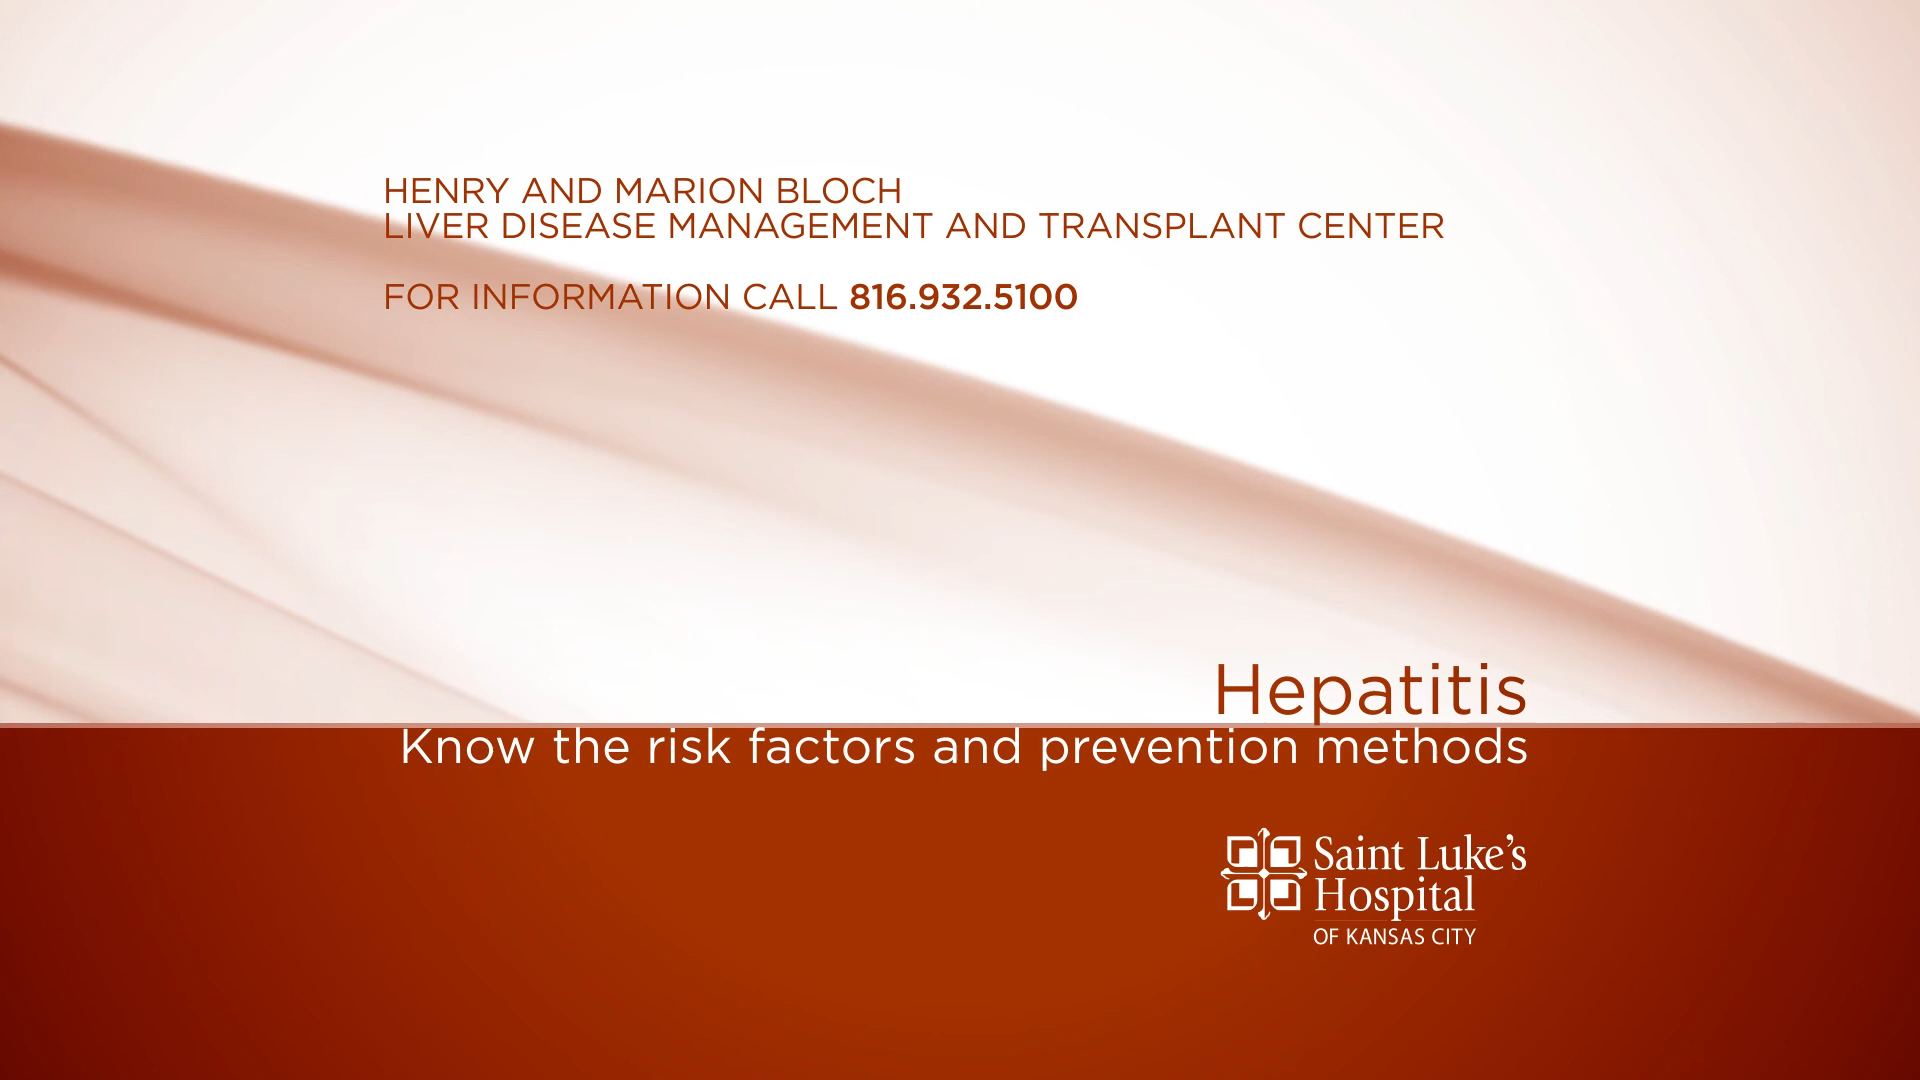 HENRY AND MARION BLOCH
LIVER DISEASE MANAGEMENT AND TRANSPLANT CENTER
FOR INFORMATION CALL 816.932.5100
Hepatitis
Know the risk factors and prevention methods
Saint Luke's
Hospital
OF KANSAS CITY